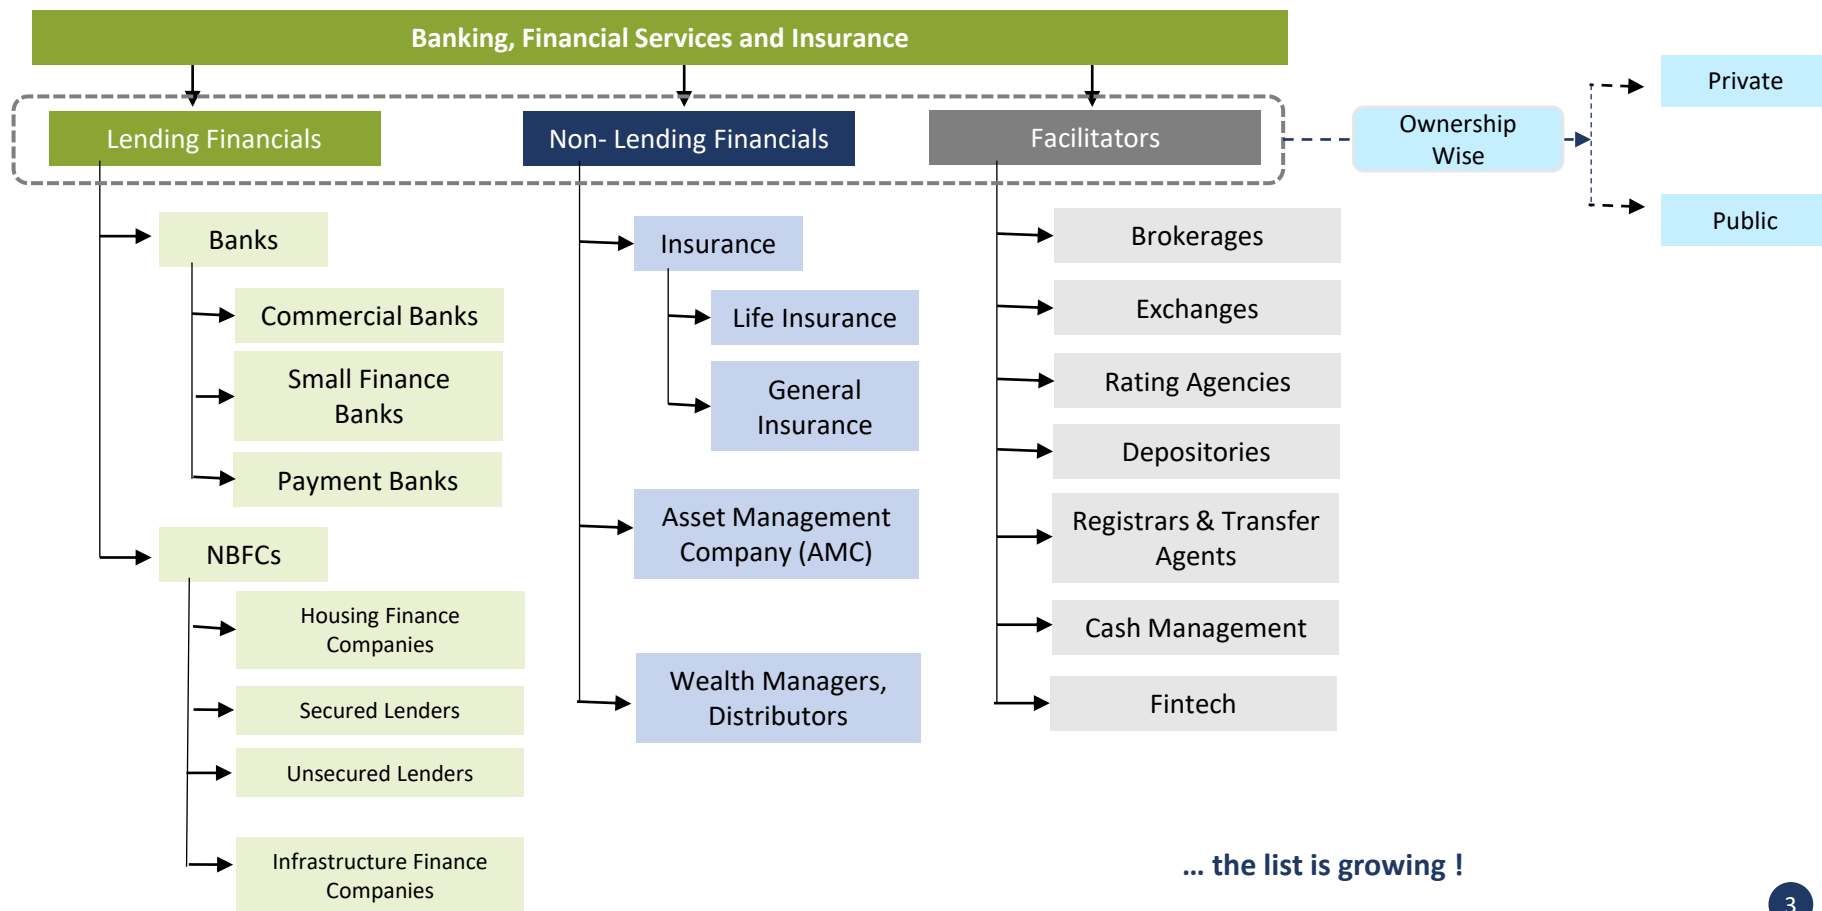 Banking, Financial Services and Insurance
Lending Financials
Non- Lending Financials
Facilitators
Ownership
Wise
Private
Public
Banks
Commercial Banks
Small Finance
Banks
Payment Banks
NBFCs
Housing Finance
Companies
Secured Lenders
Unsecured Lenders
Infrastructure Finance
Companies
Insurance
Life Insurance
General
Insurance
Asset Management
Company (AMC)
Wealth Managers,
Distributors
Brokerages
Exchanges
Rating Agencies
Depositories
Registrars & Transfer
Agents
Cash Management
Fintech
... the list is growing !
3